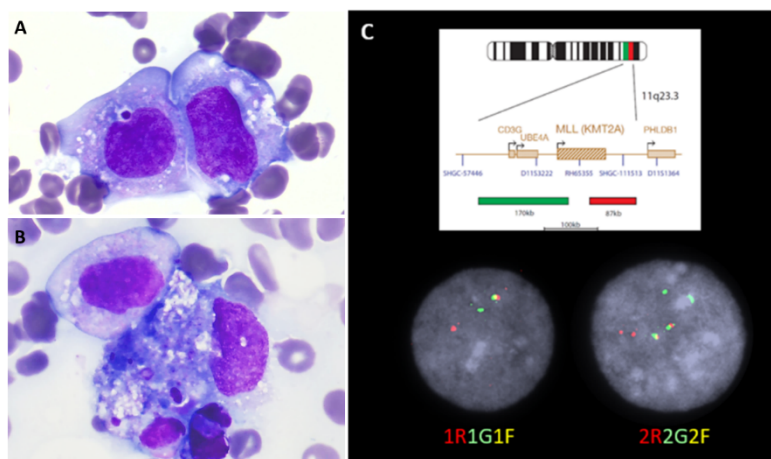 A
B
C
11q23.3
CD3G
UBE4A
MLL (KMT2A)
PHLDB1
SHGC-57446
D11S3222
RH65355
SHGC-111513
D11S1364
170kb
87kb
100kb
1R1G1F
2R2G2F